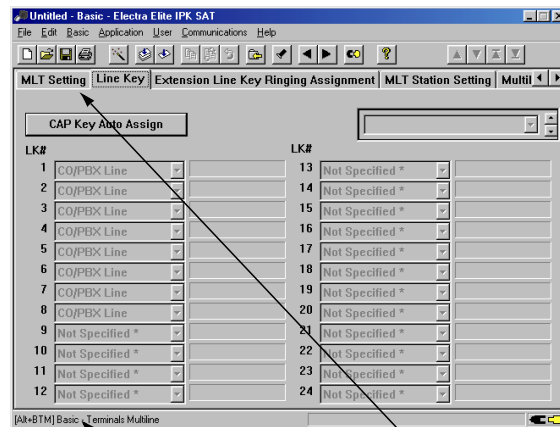 Untitled - Basic - Electra Elite IPK SAT
File Edit Basic Application User Communications Help
MLT Setting Line Key Extension Line Key Ringing Assignment MLT Station Setting Multil
CAP Key Auto Assign
LK# LK#
1 CO/PBX Line 13 Not Specified *
2 CO/PBX Line 14 Not Specified *
3 CO/PBX Line 15 Not Specified *
4 CO/PBX Line 16 Not Specified *
5 CO/PBX Line 17 Not Specified *
6 CO/PBX Line 18 Not Specified *
7 CO/PBX Line 19 Not Specified *
8 CO/PBX Line 20 Not Specified *
9 Not Specified * 21 Not Specified *
10 Not Specified * 22 Not Specified *
11 Not Specified * 23 Not Specified *
12 Not Specified * 24 Not Specified *
[Alt+BTM] Basic - Terminals Multiline